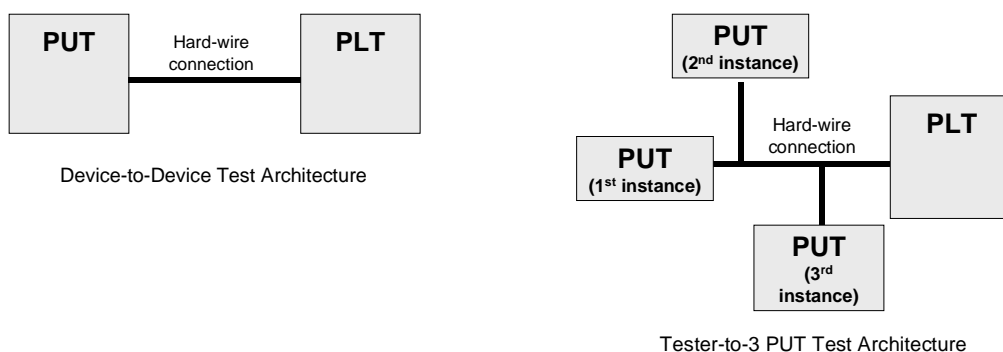 PUT
Hard-wire
connection
PLT
Device-to-Device Test Architecture
PUT
(2nd instance)
Hard-wire
connection
PLT
PUT
(1st instance)
PUT
(3rd
instance)
Tester-to-3 PUT Test Architecture